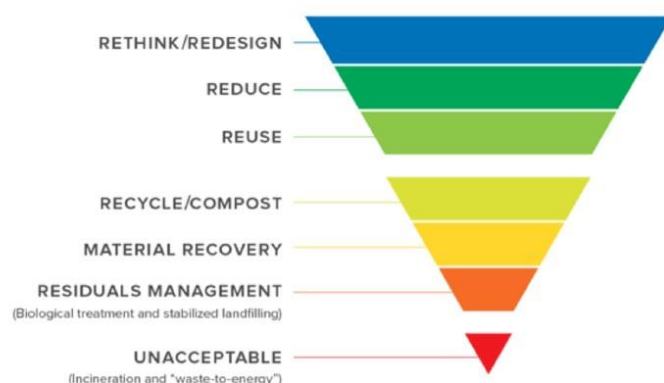 RETHINK/REDESIGN
REDUCE
REUSE
RECYCLE/COMPOST
MATERIAL RECOVERY
RESIDUALS MANAGEMENT
(Biological treatment and stabilized landfilling)
UNACCEPTABLE
(Incineration and "waste-to-energy")